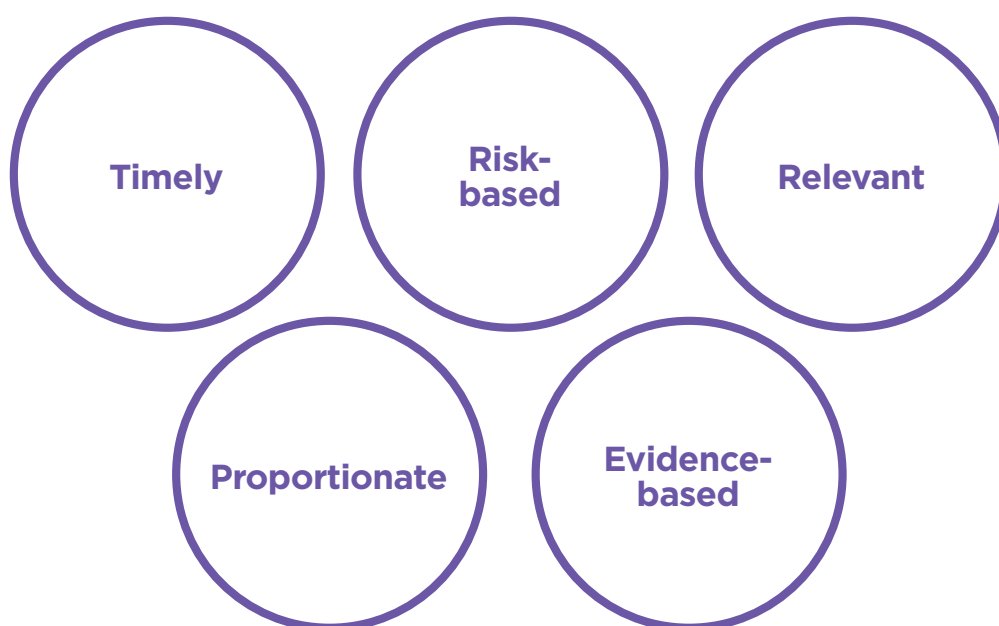 Timely
Risk-
based
Relevant
Proportionate
Evidence-
based